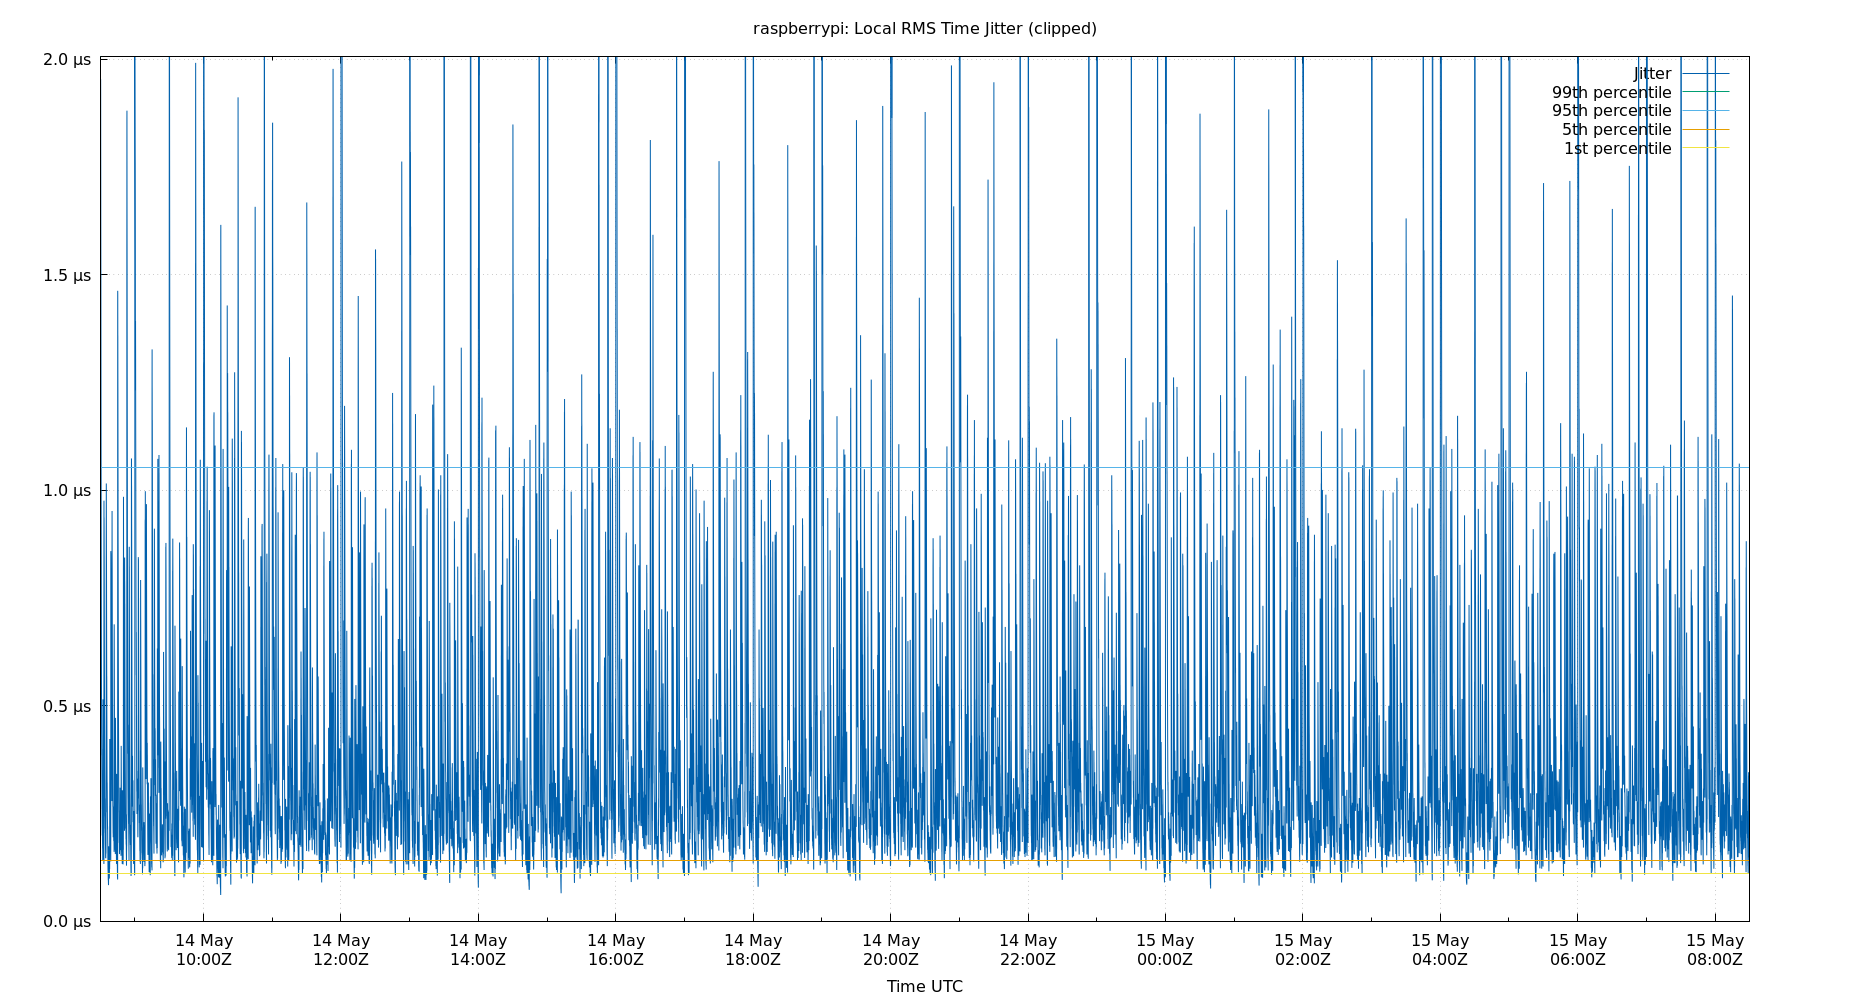 raspberrypi: Local RMS Time Jitter (clipped)
2.0 µs
1.5 µs
1.0 µs
0.5 µs
0.0 µs
Jitter
99th percentile
95th percentile
5th percentile
1st percentile
14 May 14 May 14 May 14 May 14 May 14 May 14 May 15 May 15 May 15 May 15 May 15 May
10:00Z 12:00Z 14:00Z 16:00Z 18:00Z 20:00Z 22:00Z 00:00Z 02:00Z 04:00Z 06:00Z 08:00Z
Time UTC